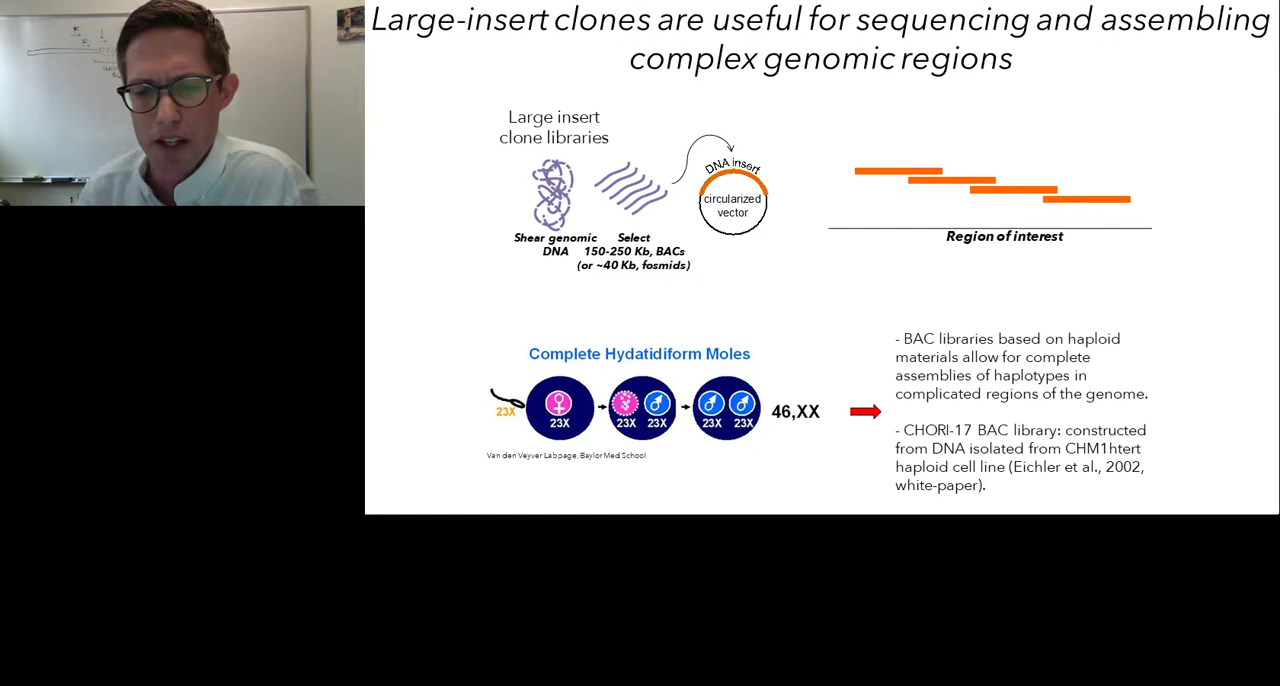 Large-insert clones are useful for sequencing and assembling
complex genomic regions
Large insert
clone libraries
DNA insert
circularized
vector
Shear genomic
DNA
Select
150-250 Kb, BACs
(or ~40 Kb, fosmids)
Region of interest
Complete Hydatidiform Moles
23X
23X
23X
23X
23X
23X
46,XX
Van den Veyver Labpage, Baylor Med School
- BAC libraries based on haploid
materials allow for complete
assemblies of haplotypes in
complicated regions of the genome.
- CHORI-17 BAC library: constructed
from DNA isolated from CHM1htert
haploid cell line (Eichler et al., 2002,
white-paper).